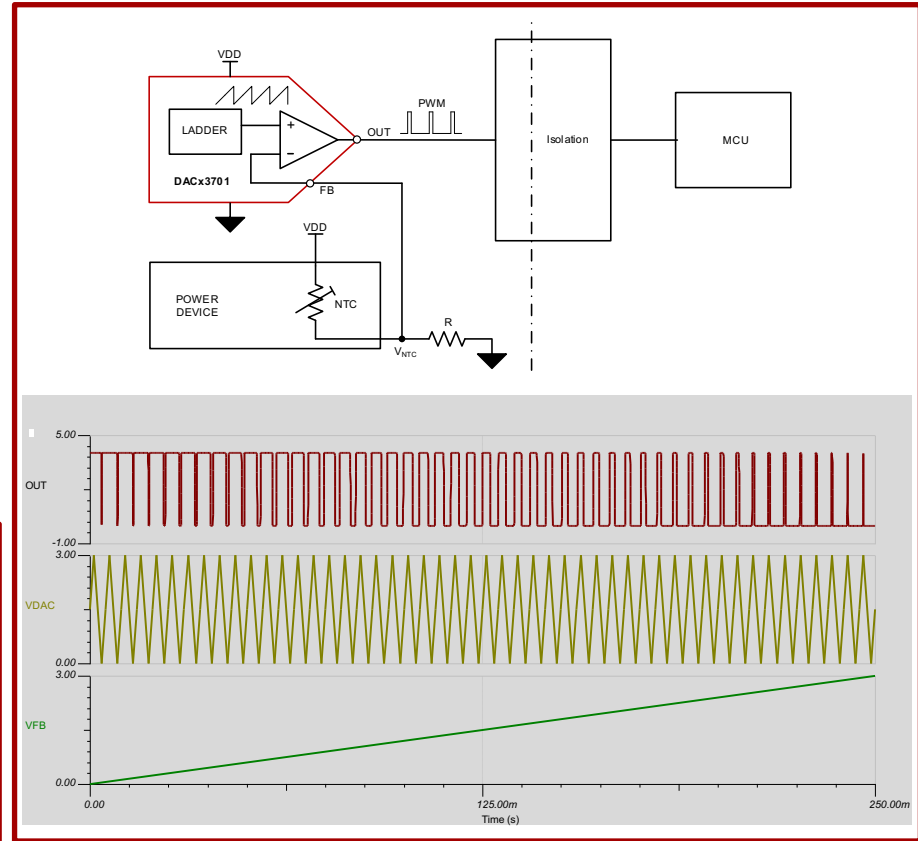 VDD
LADDER
+
−
OUT
PWM
Isolation
MCU
DACx3701
FB
VDD
POWER
DEVICE
NTC
R
VNTC
5.00
OUT
-1.00
3.00
VDAC
0.00
3.00
VFB
0.00
0.00
125.00m
250.00m
Time (s)